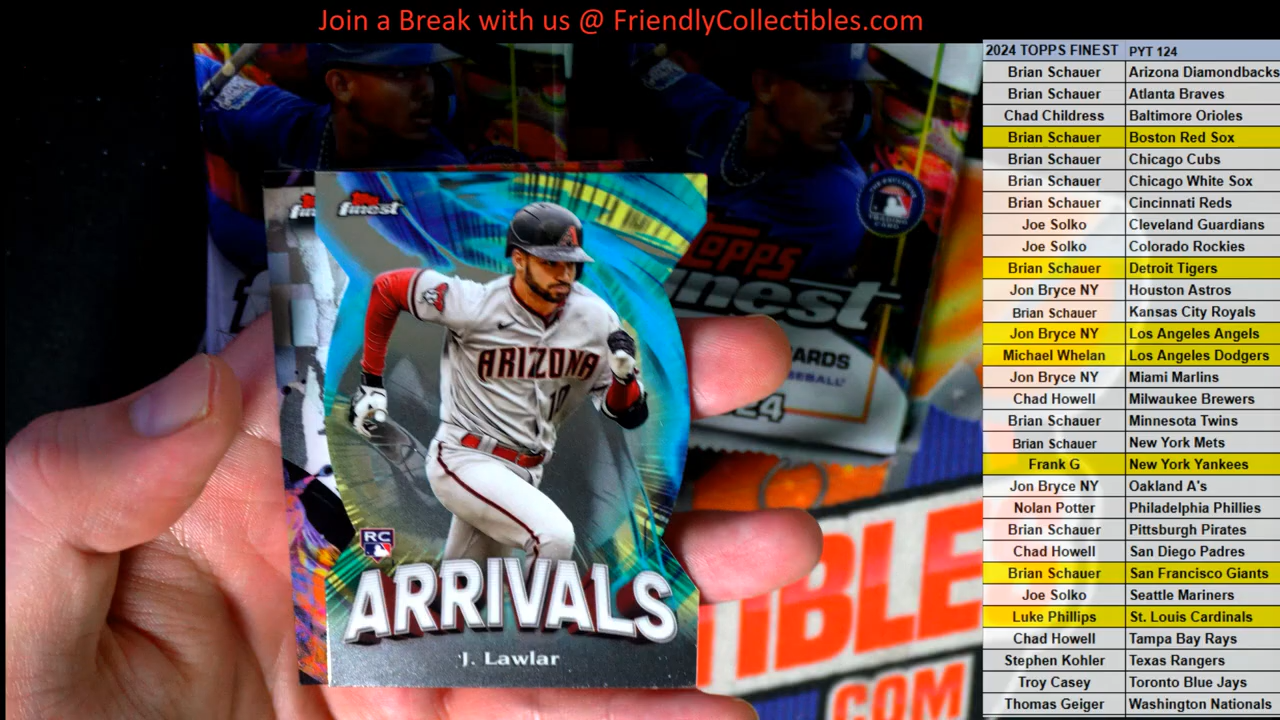 Join a Break with us @ FriendlyCollectibles.com
2024 TOPPS FINEST PYT 124
Brian Schauer Arizona Diamondbacks
Brian Schauer Atlanta Braves
Chad Childress Baltimore Orioles
Brian Schauer Boston Red Sox
Brian Schauer Chicago Cubs
Brian Schauer Chicago White Sox
Brian Schauer Cincinnati Reds
Joe Solko Cleveland Guardians
Joe Solko Colorado Rockies
Brian Schauer Detroit Tigers
Jon Bryce NY Houston Astros
Brian Schauer Kansas City Royals
Jon Bryce NY Los Angeles Angels
Michael Whelan Los Angeles Dodgers
Jon Bryce NY Miami Marlins
Chad Howell Milwaukee Brewers
Brian Schauer Minnesota Twins
Brian Schauer New York Mets
Frank G New York Yankees
Jon Bryce NY Oakland A's
Nolan Potter Philadelphia Phillies
Brian Schauer Pittsburgh Pirates
Chad Howell San Diego Padres
Brian Schauer San Francisco Giants
Joe Solko Seattle Mariners
Luke Phillips St. Louis Cardinals
Chad Howell Tampa Bay Rays
Stephen Kohler Texas Rangers
Troy Casey Toronto Blue Jays
Thomas Geiger Washington Nationals
Topps
finest
ARIZONA
10
RC
ARRIVALS
J. Lawlar
Topps
nest
ARDS
SEBALL
24
TIBLE
.COM